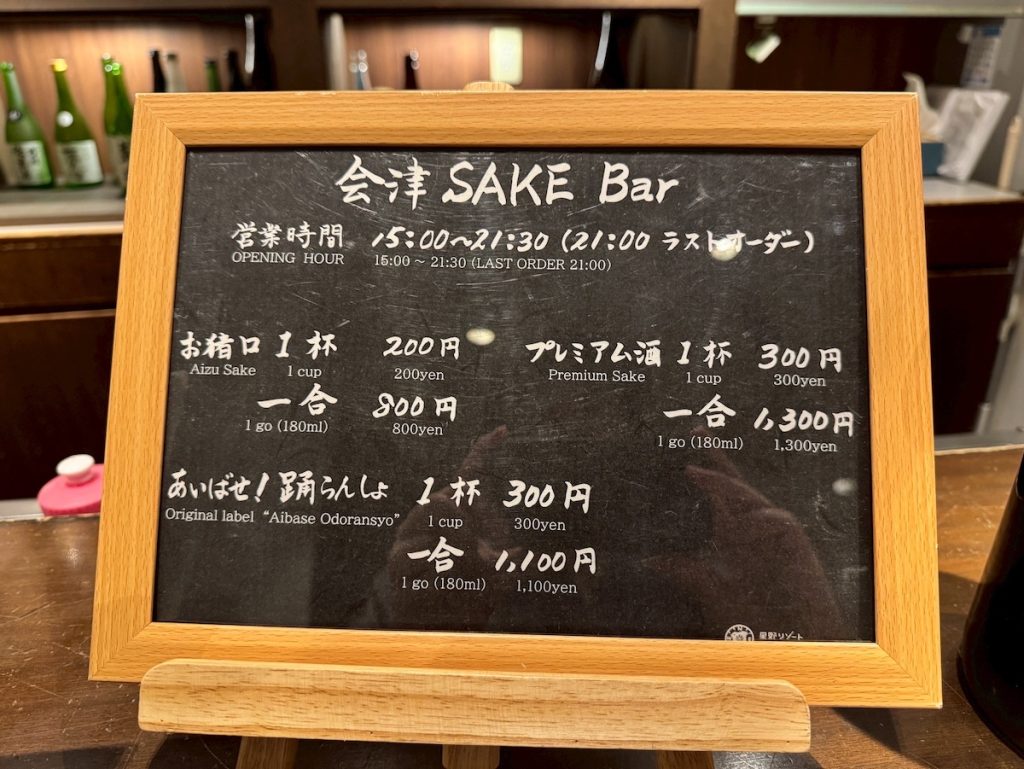 会津 SAKE Bar
営業時間 15:00〜21:30 (21:00 ラストオーダー)
OPENING HOUR 15:00 ~ 21:30 (LAST ORDER 21:00)
お猪口 1杯 200円
Aizu Sake 1 cup 200yen
一合 800円
1 go (180ml) 800yen
プレミアム酒 1杯 300円
Premium Sake 1 cup 300yen
一合 1,300円
1 go (180ml) 1,300yen
あいばせ!踊らんしょ 1杯 300円
Original label “Aibase Odoransyo” 1 cup 300yen
一合 1,100円
1 go (180ml) 1,100yen
星野リゾート